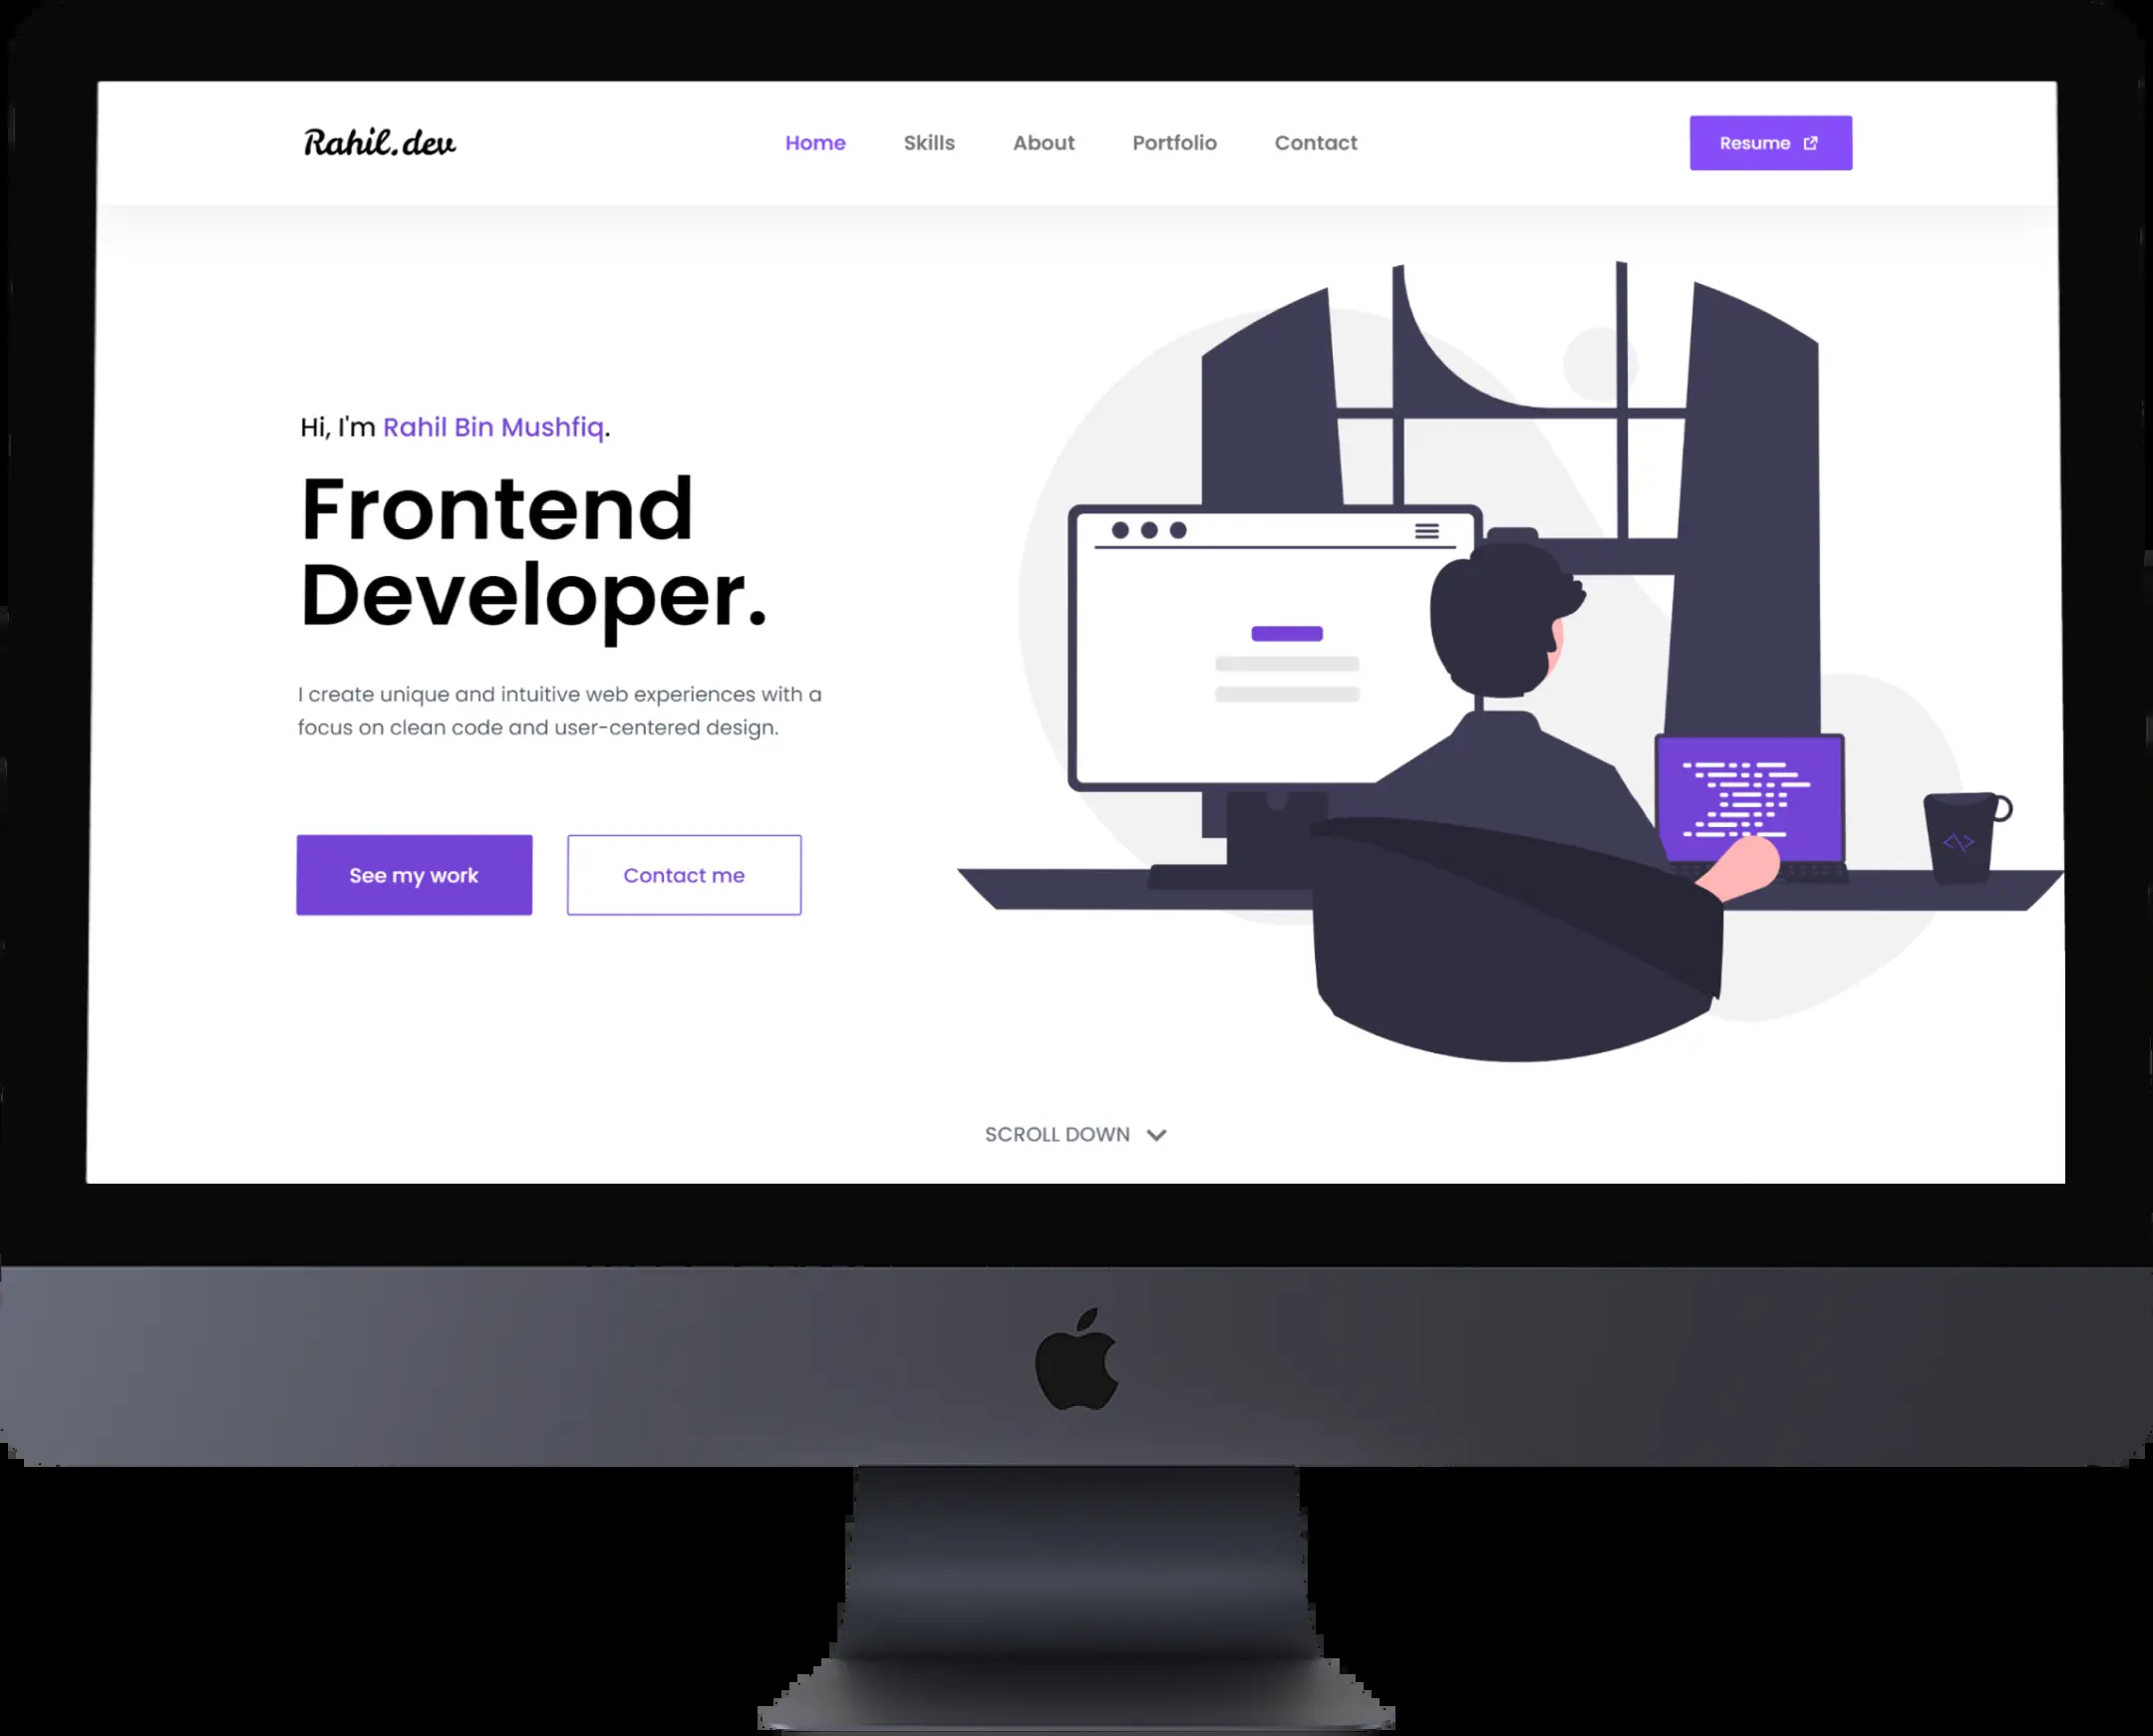 Rahil.dev
Home Skills About Portfolio Contact
Resume
Hi, I'm Rahil Bin Mushfiq.
Frontend
Developer.
I create unique and intuitive web experiences with a
focus on clean code and user-centered design.
See my work
Contact me
SCROLL DOWN